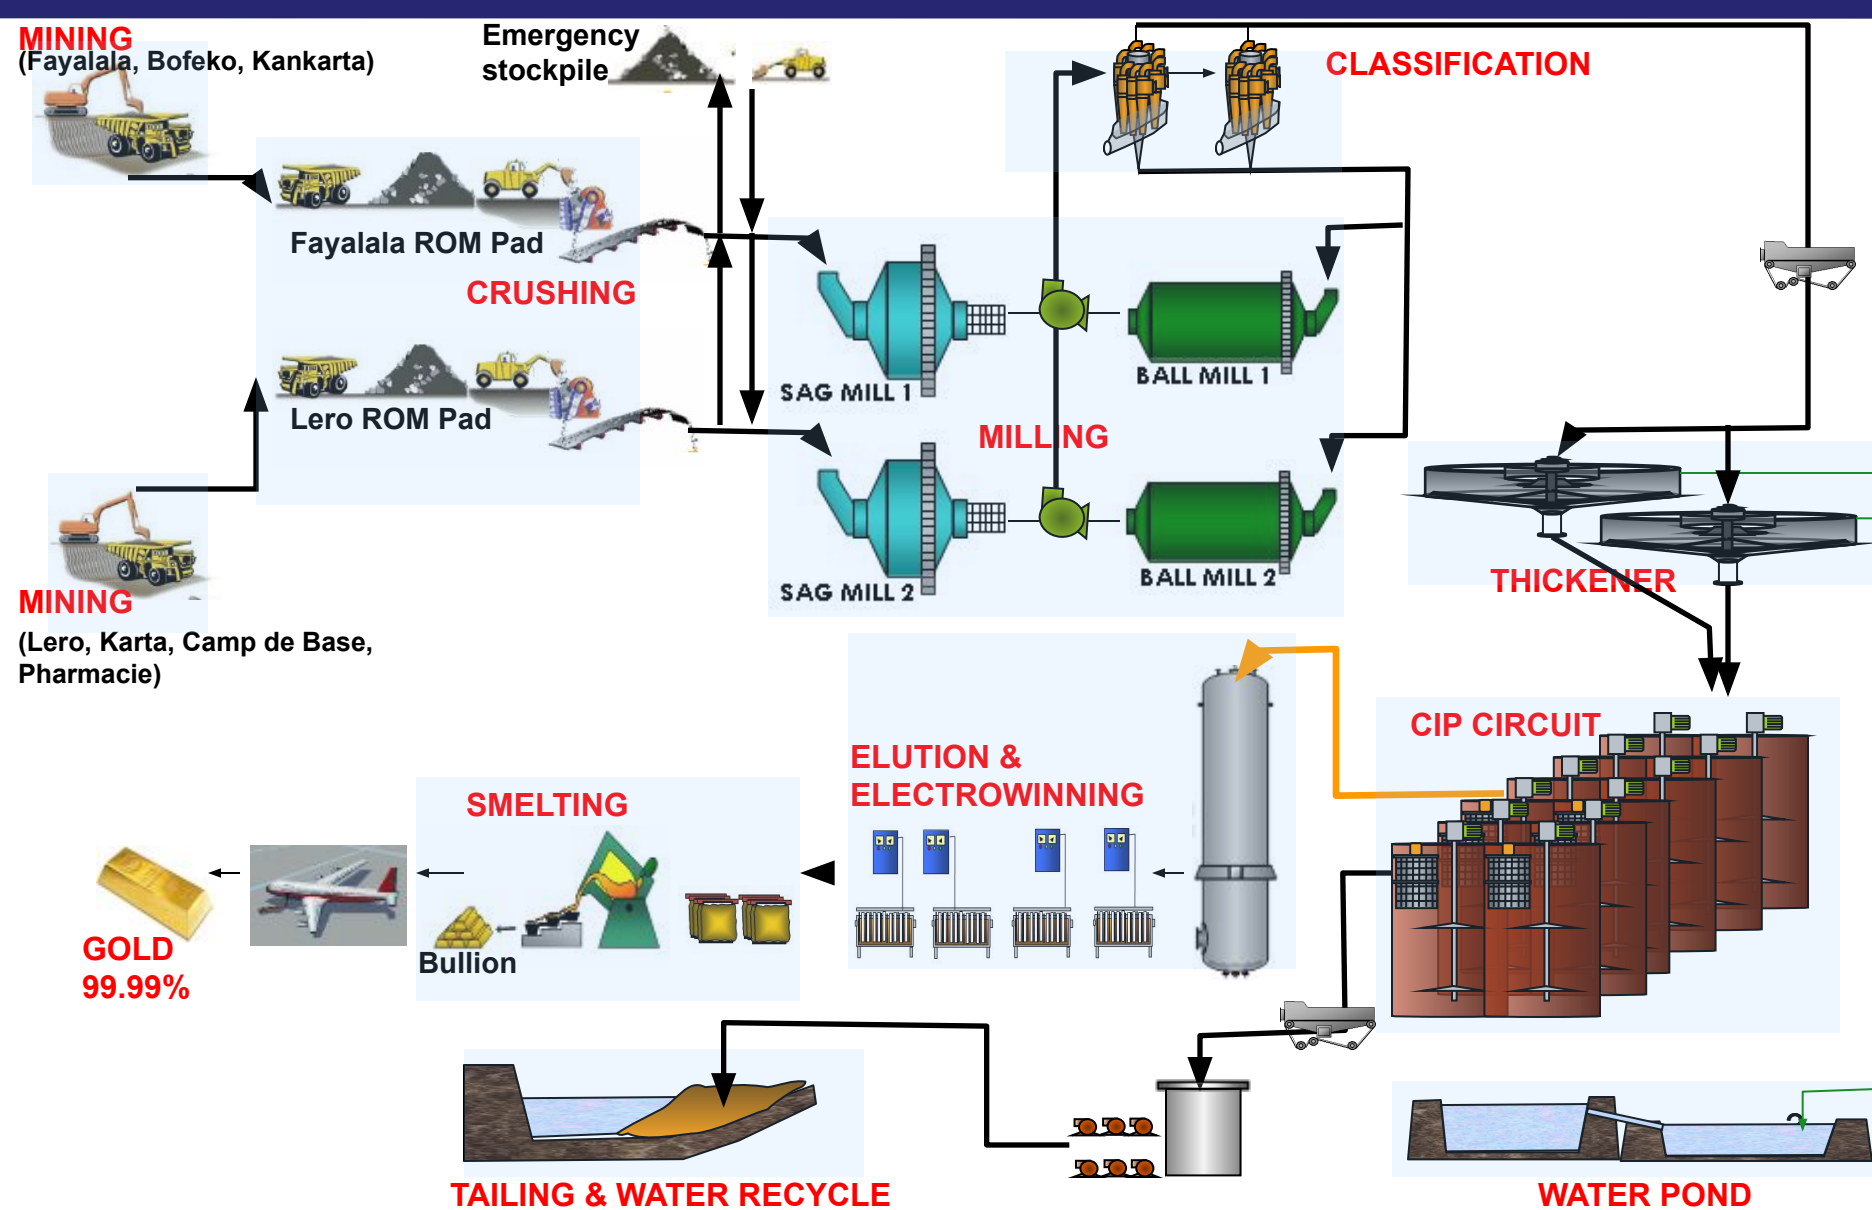 MINING
(Fayalala, Bofeko, Kankarta)
Emergency
stockpile
CLASSIFICATION
Fayalala ROM Pad
CRUSHING
Lero ROM Pad
SAG MILL 1
BALL MILL 1
MILLING
SAG MILL 2
BALL MILL 2
THICKENER
MINING
(Lero, Karta, Camp de Base,
Pharmacie)
CIP CIRCUIT
ELUTION &
ELECTROWINNING
SMELTING
Bullion
GOLD
99.99%
TAILING & WATER RECYCLE
WATER POND